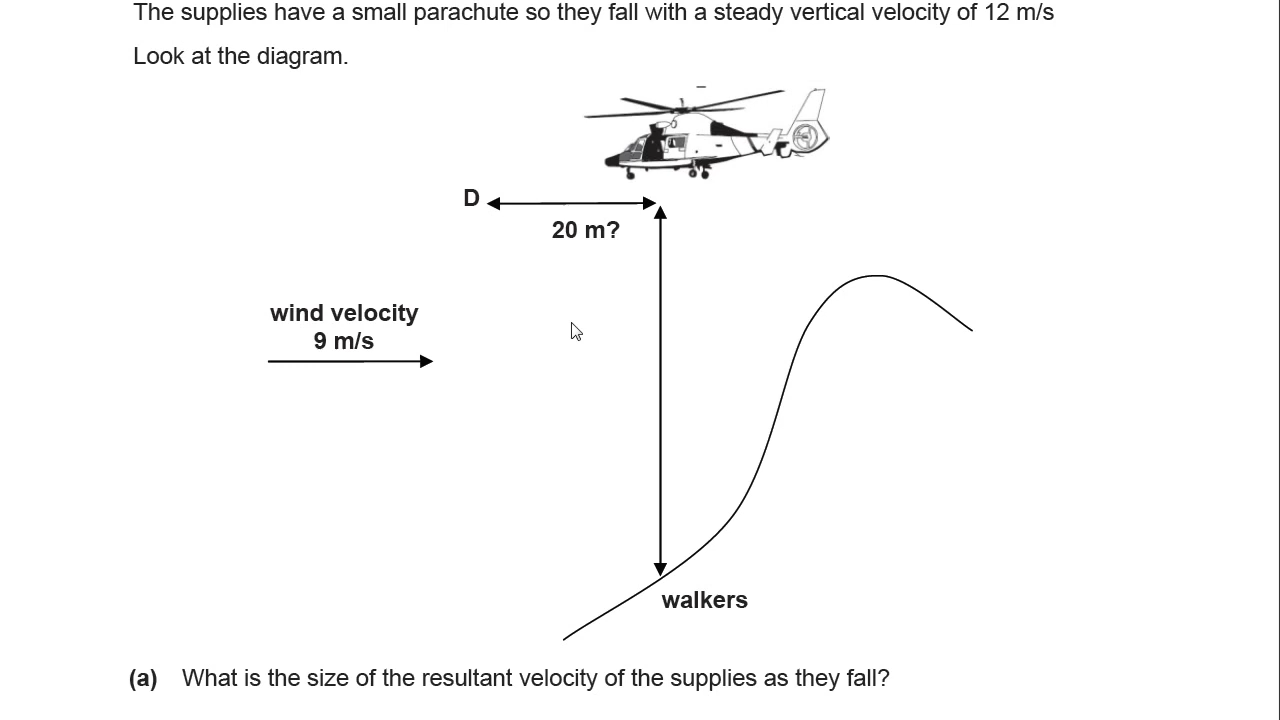 The supplies have a small parachute so they fall with a steady vertical velocity of 12 m/s
Look at the diagram.
D
20 m?
wind velocity
9 m/s
walkers
(a) What is the size of the resultant velocity of the supplies as they fall?